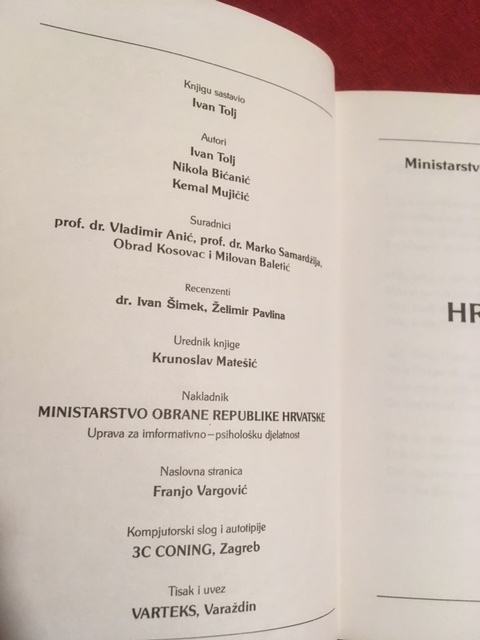 Knjigu sastavio
Ivan Tolj
Autori
Ivan Tolj
Nikola Bićanić
Kemal Mujičić
Suradnici
prof. dr. Vladimir Anić, prof. dr. Marko Samardžija,
Obrad Kosovac i Milovan Baletić
Recenzenti
dr. Ivan Šimek, Želimir Pavlina
Urednik knjige
Krunoslav Matešić
Nakladnik
MINISTARSTVO OBRANE REPUBLIKE HRVATSKE
Uprava za imformativno–psihološku djelatnost
Naslovna stranica
Franjo Vargović
Kompjutorski slog i autotipije
3C CONING, Zagreb
Tisak i uvez
VARTEKS, Varaždin
Ministarstv
HR